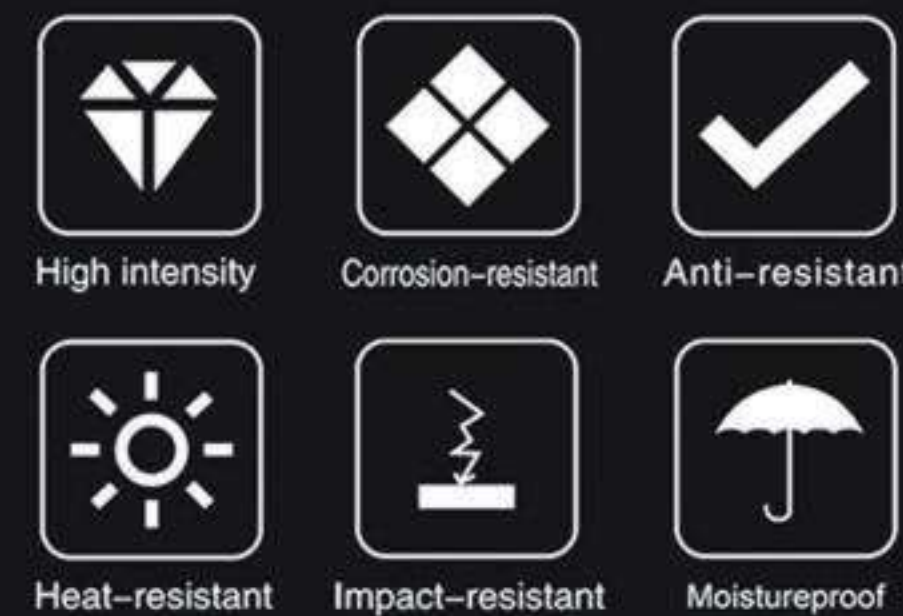 High intensity
Corrosion-resistant
Anti-resistant
Heat-resistant
Impact-resistant
Moistureproof